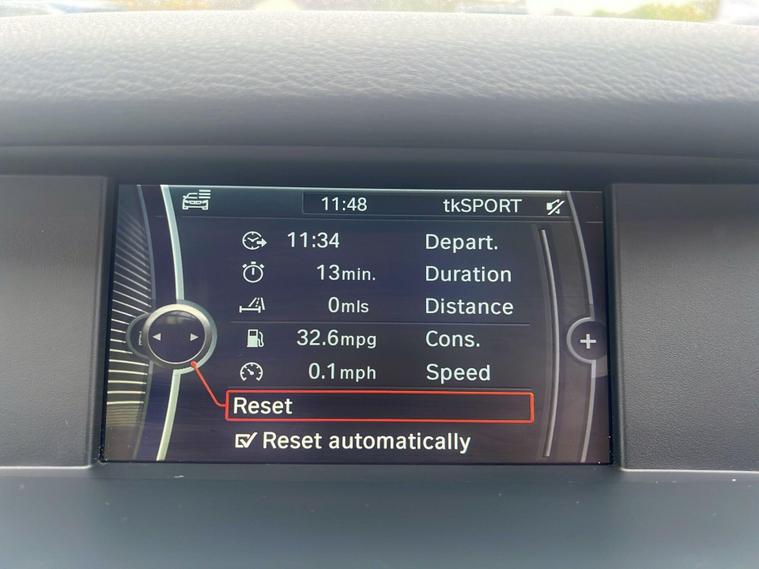 11:48 tkSPORT
11:34 Depart.
13min. Duration
0mls Distance
32.6mpg Cons.
0.1mph Speed
Reset
Reset automatically